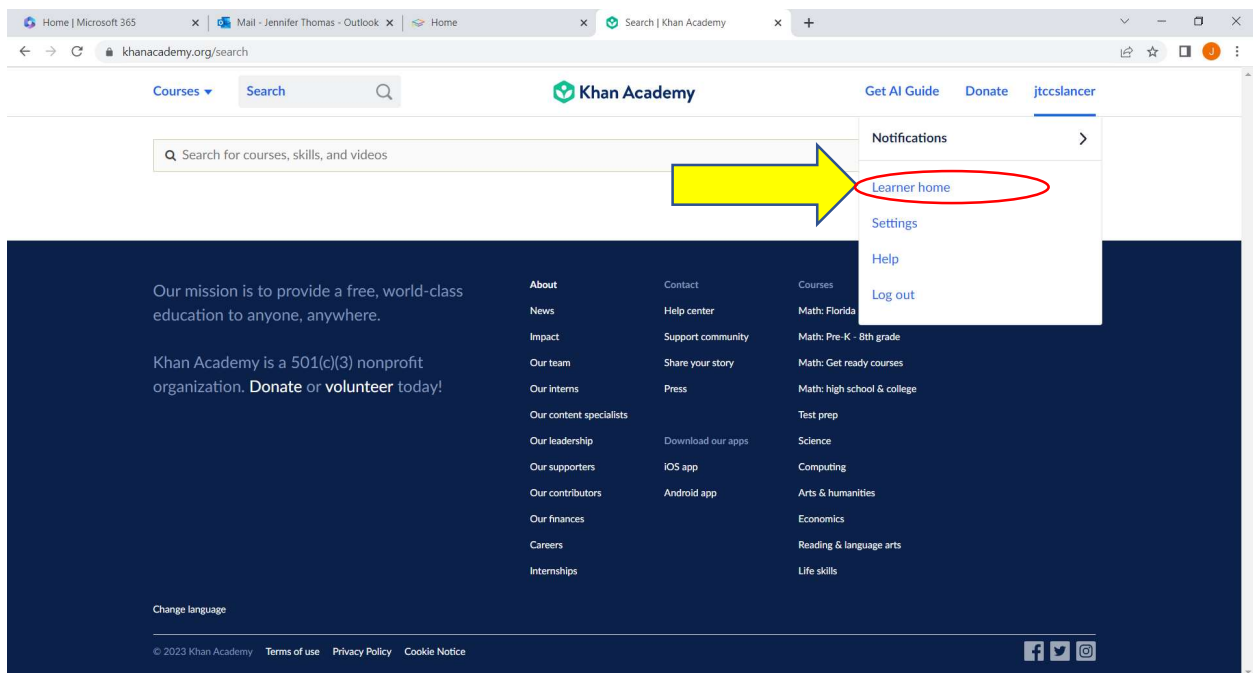 Home | Microsoft 365
Mail - Jennifer Thomas - Outlook
Home
Search | Khan Academy
khanacademy.org/search
J
Courses
Search
Khan Academy
Get AI Guide
Donate
jtccslancer
Search for courses, skills, and videos
Notifications
Learner home
Settings
Help
Log out
Our mission is to provide a free, world-class
education to anyone, anywhere.
Khan Academy is a 501(c)(3) nonprofit
organization. Donate or volunteer today!
About
News
Impact
Our team
Our interns
Our content specialists
Our leadership
Our supporters
Our contributors
Our finances
Careers
Internships
Contact
Help center
Support community
Share your story
Press
Download our apps
iOS app
Android app
Courses
Math: Florida
Math: Pre-K - 8th grade
Math: Get ready courses
Math: high school & college
Test prep
Science
Computing
Arts & humanities
Economics
Reading & language arts
Life skills
Change language
© 2023 Khan Academy Terms of use Privacy Policy Cookie Notice